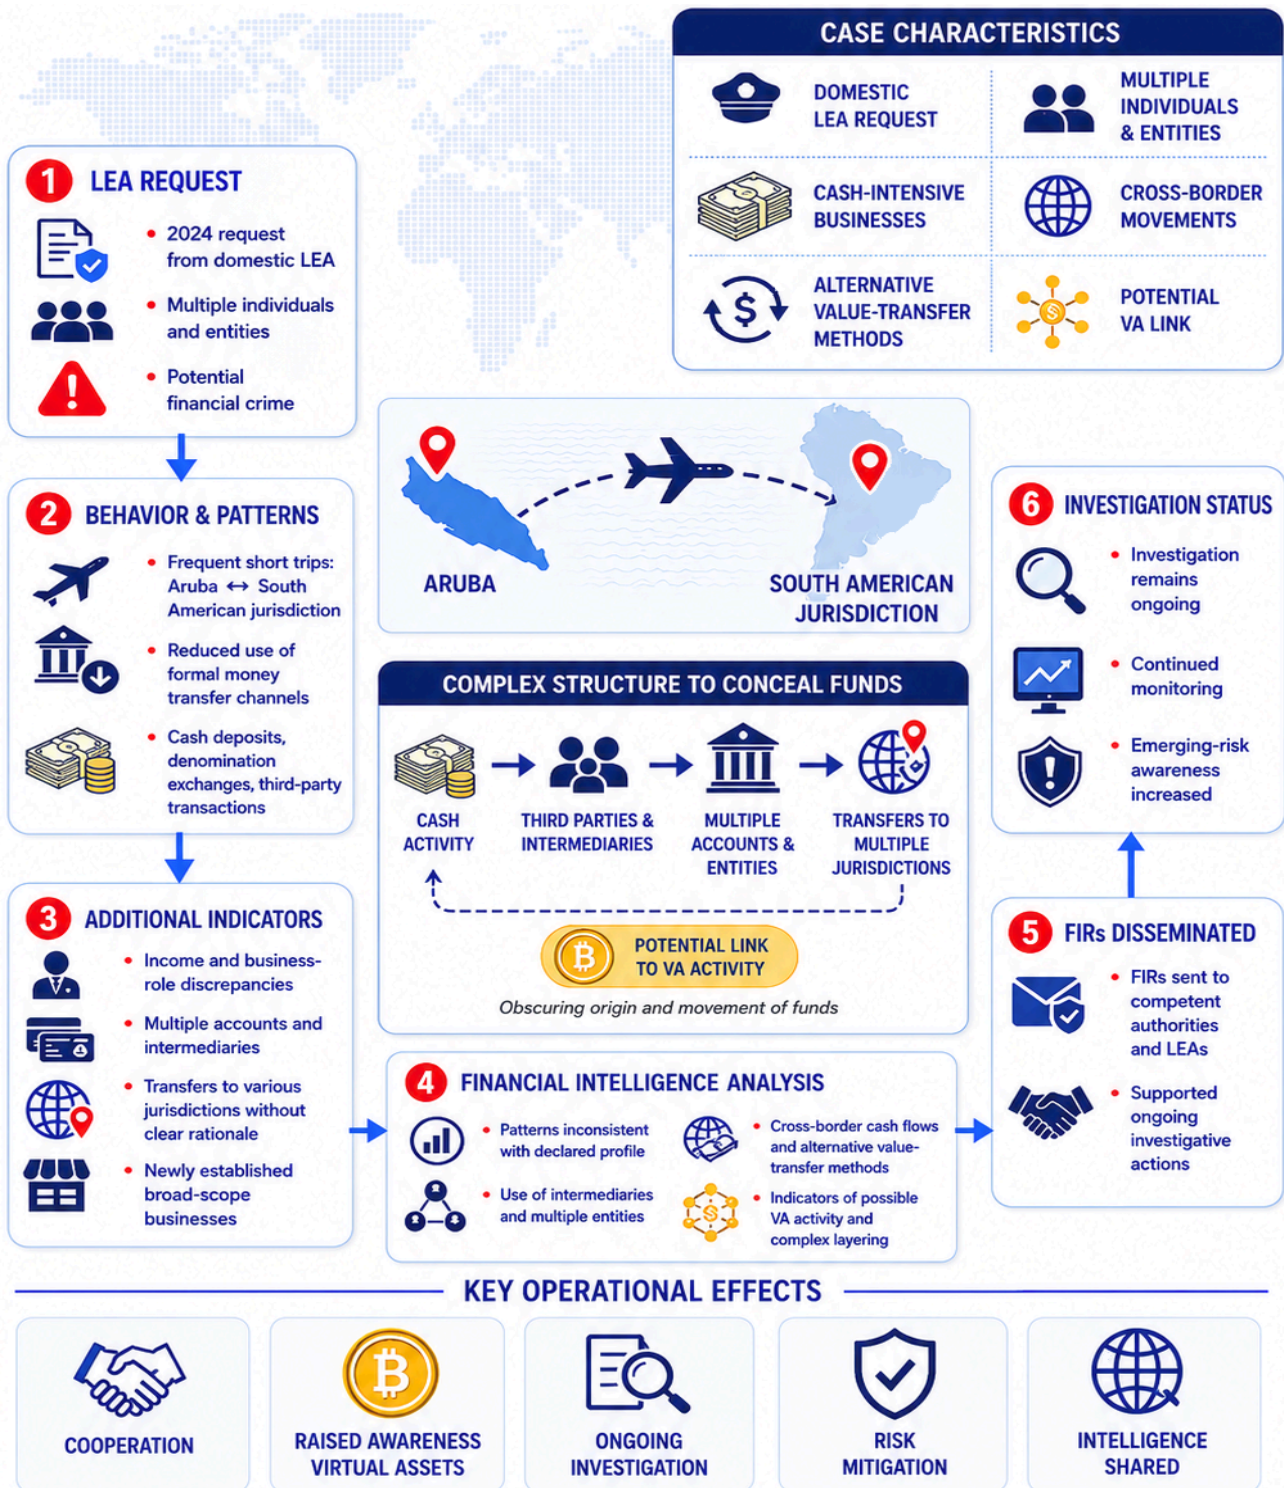 CASE CHARACTERISTICS
DOMESTIC
LEA REQUEST
MULTIPLE
INDIVIDUALS
& ENTITIES
CASH-INTENSIVE
BUSINESSES
CROSS-BORDER
MOVEMENTS
ALTERNATIVE
VALUE-TRANSFER
METHODS
POTENTIAL
VA LINK
1 LEA REQUEST
• 2024 request
from domestic LEA
• Multiple individuals
and entities
• Potential
financial crime
2 BEHAVIOR & PATTERNS
• Frequent short trips:
Aruba ↔ South
American jurisdiction
• Reduced use of
formal money
transfer channels
• Cash deposits,
denomination
exchanges, third-party
transactions
3 ADDITIONAL INDICATORS
• Income and business-
role discrepancies
• Multiple accounts and
intermediaries
• Transfers to various
jurisdictions without
clear rationale
• Newly established
broad-scope
businesses
ARUBA
SOUTH AMERICAN
JURISDICTION
COMPLEX STRUCTURE TO CONCEAL FUNDS
CASH
ACTIVITY
THIRD PARTIES &
INTERMEDIARIES
MULTIPLE
ACCOUNTS &
ENTITIES
TRANSFERS TO
MULTIPLE
JURISDICTIONS
POTENTIAL LINK
TO VA ACTIVITY
Obscuring origin and movement of funds
4 FINANCIAL INTELLIGENCE ANALYSIS
• Patterns inconsistent
with declared profile
• Use of intermediaries
and multiple entities
• Cross-border cash flows
and alternative value-
transfer methods
• Indicators of possible
VA activity and
complex layering
5 FIRs DISSEMINATED
• FIRs sent to
competent
authorities
and LEAs
• Supported
ongoing
investigative
actions
6 INVESTIGATION STATUS
• Investigation
remains
ongoing
• Continued
monitoring
• Emerging-risk
awareness
increased
KEY OPERATIONAL EFFECTS
COOPERATION
RAISED AWARENESS
VIRTUAL ASSETS
ONGOING
INVESTIGATION
RISK
MITIGATION
INTELLIGENCE
SHARED